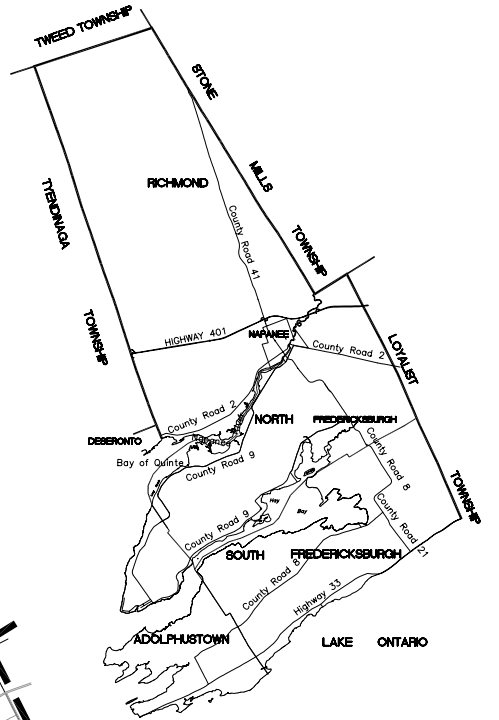 TWEED TOWNSHIP
STONE
MILLS
TOWNSHIP
RICHMOND
TYENDINAGA
TOWNSHIP
County Road 41
HIGHWAY 401
NAPANEE
County Road 2
LOYALIST
TOWNSHIP
County Road 2
NORTH FREDERICKSBURGH
DESERONTO
Bay of Quinte
County Road 9
County Road 8
Hay
Bay
County Road 9
County Road 21
SOUTH FREDERICKSBURGH
County Road 8
Highway 33
ADOLPHUSTOWN
LAKE ONTARIO